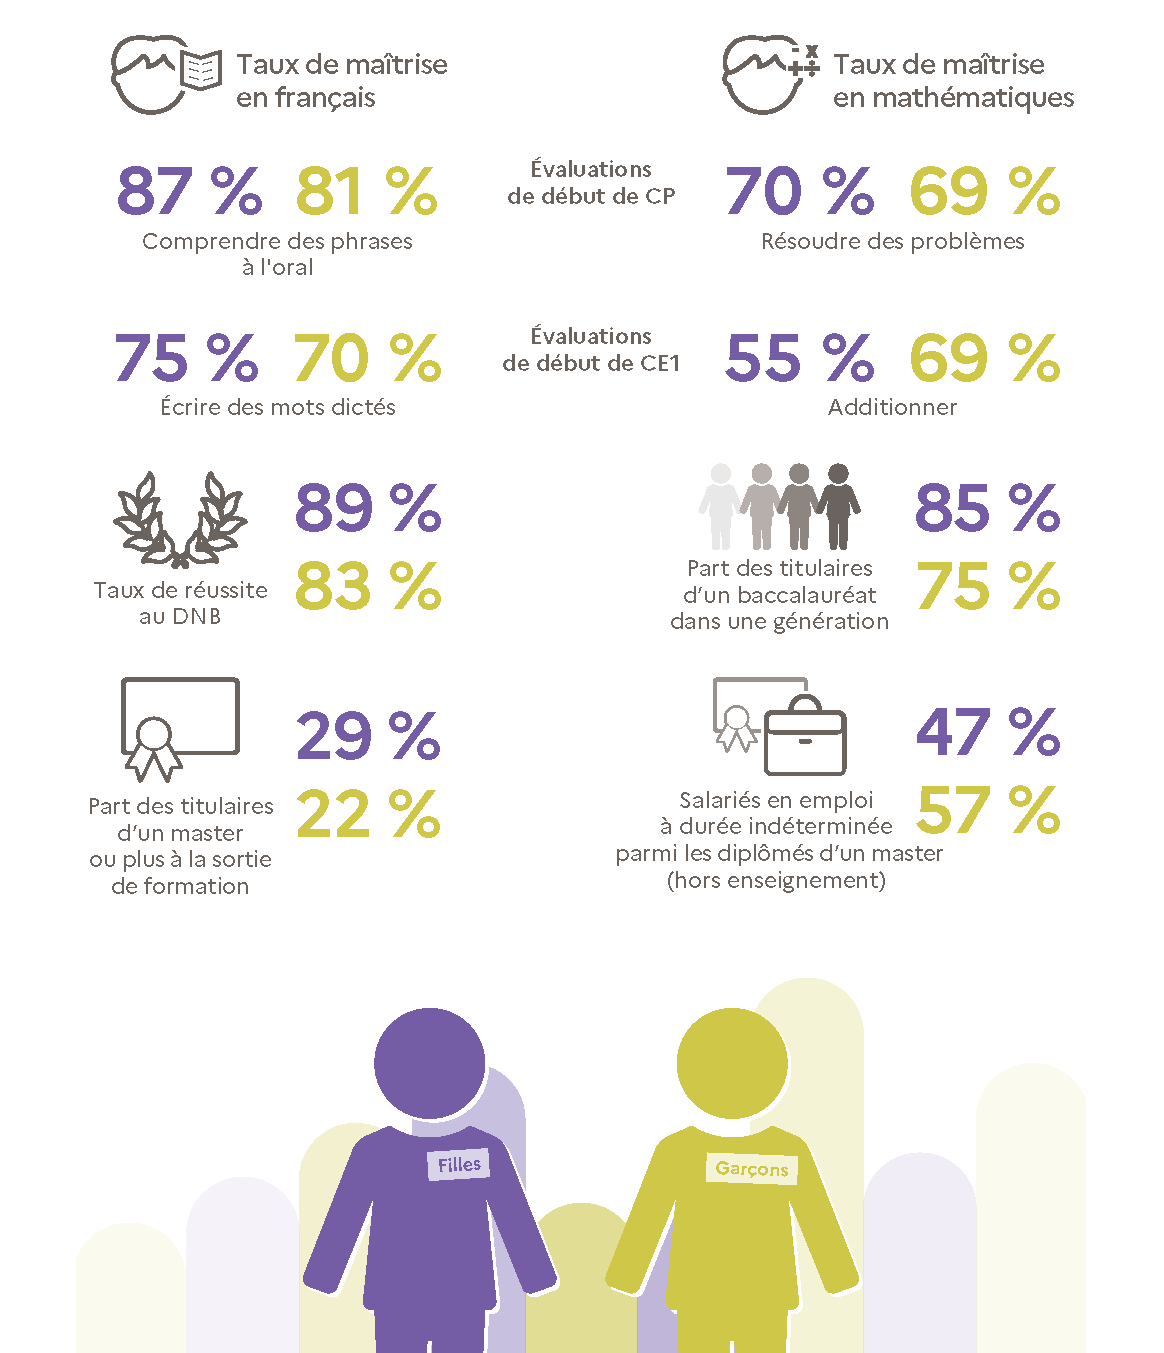 Taux de maîtrise
en français
Taux de maîtrise
en mathématiques
87 % 81 %
Comprendre des phrases
à l'oral
Évaluations
de début de CP
70 % 69 %
Résoudre des problèmes
75 % 70 %
Écrire des mots dictés
Évaluations
de début de CE1
55 % 69 %
Additionner
89 %
83 %
Taux de réussite
au DNB
85 %
75 %
Part des titulaires
d’un baccalauréat
dans une génération
29 %
22 %
Part des titulaires
d’un master
ou plus à la sortie
de formation
47 %
57 %
Salariés en emploi
à durée indéterminée
parmi les diplômés d’un master
(hors enseignement)
Filles
Garçons